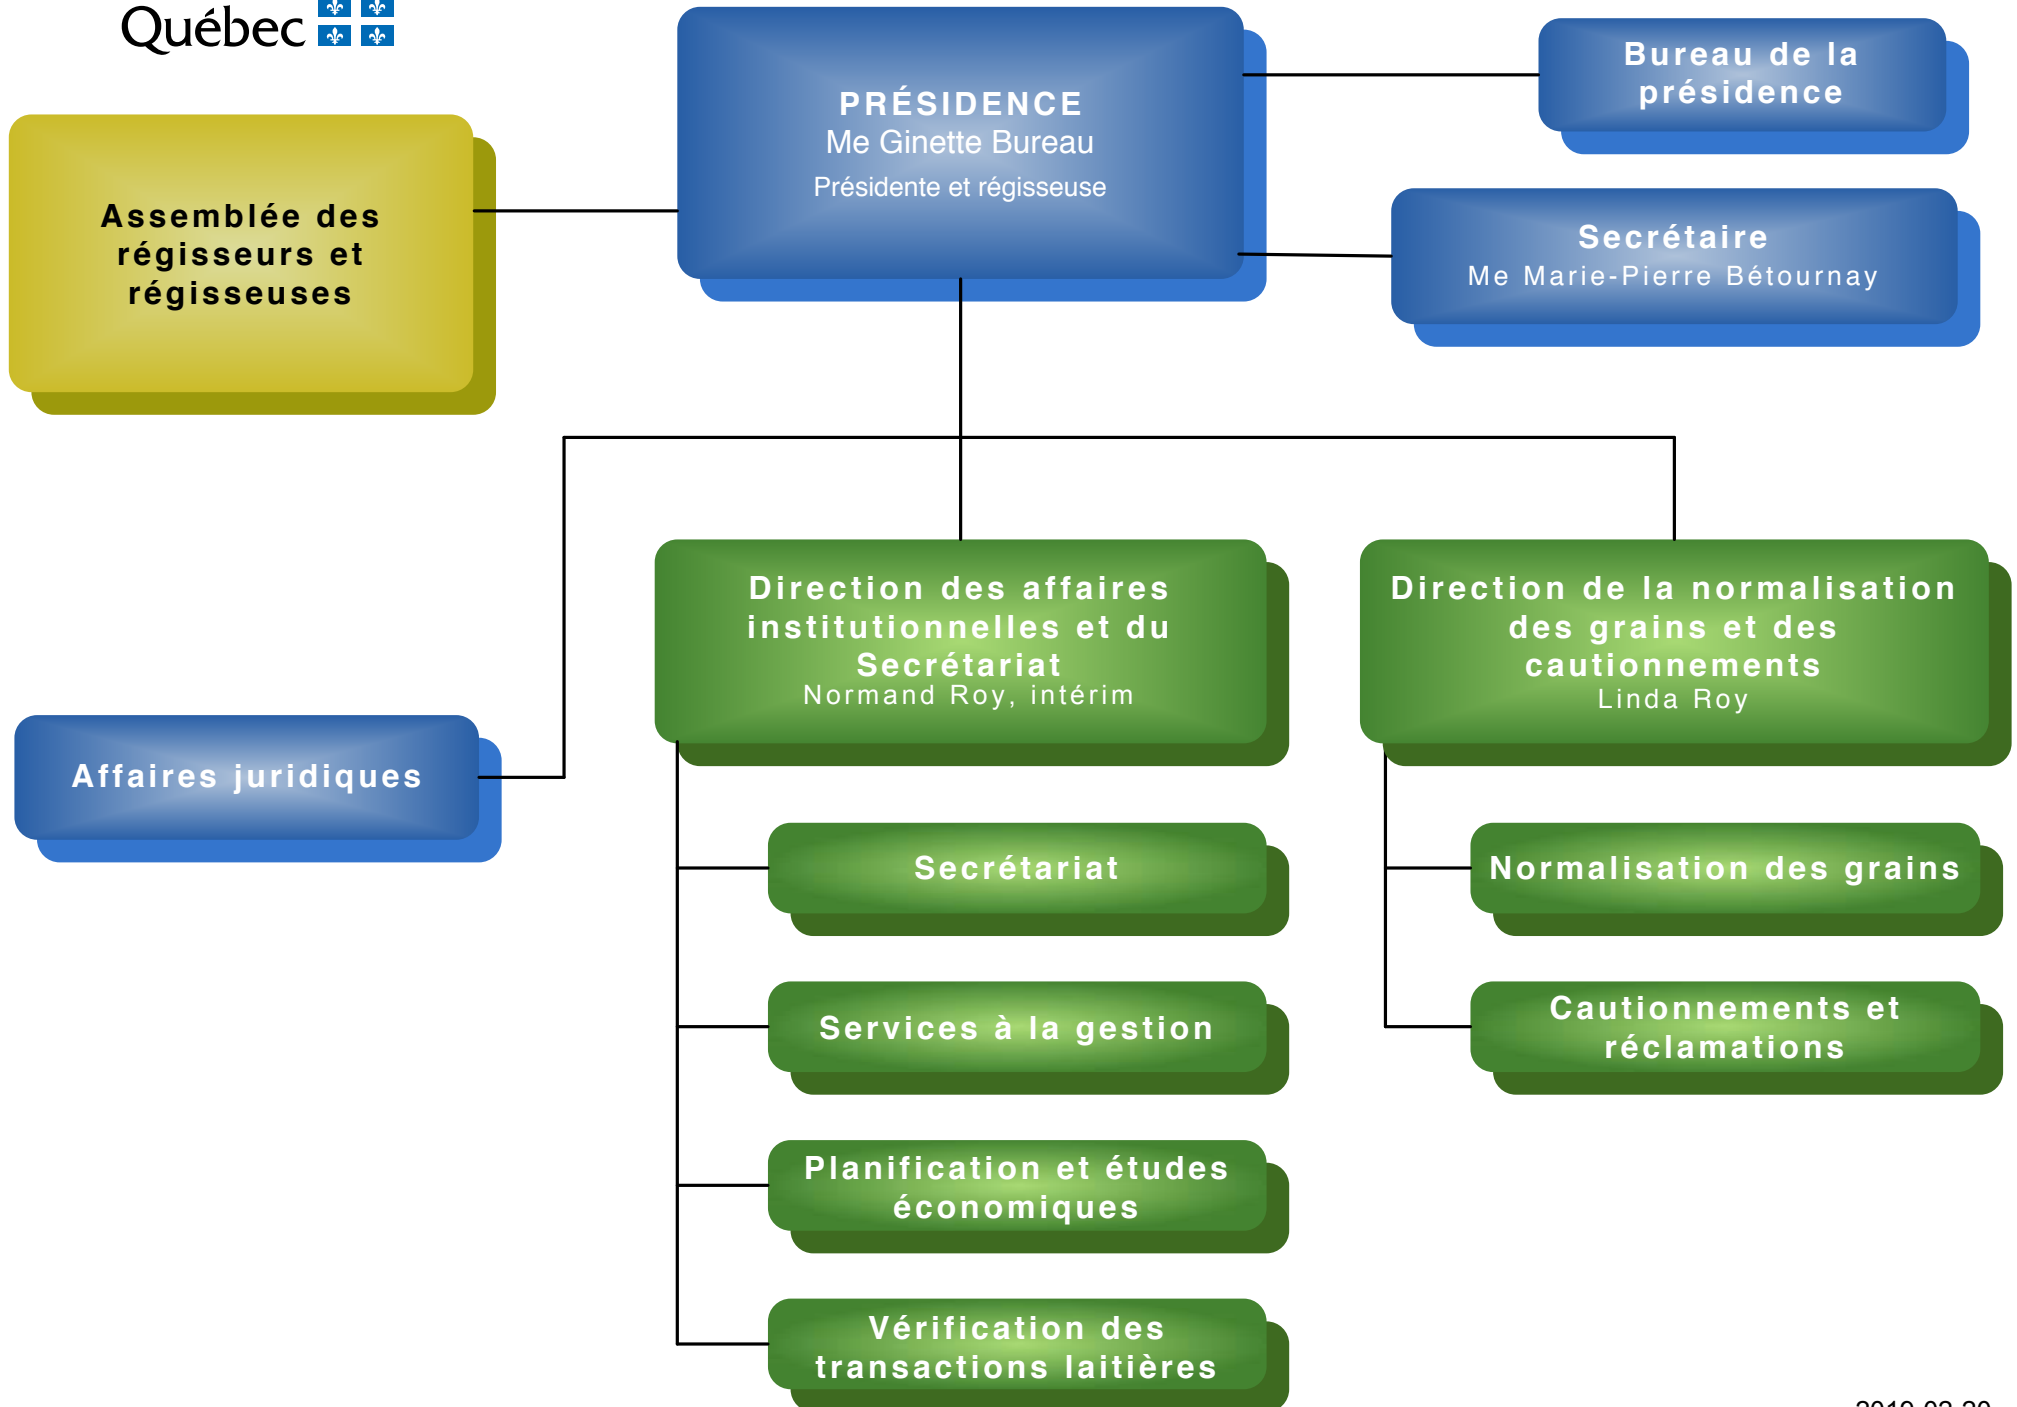 Québec
PRÉSIDENCE
Me Ginette Bureau
Présidente et régisseuse
Bureau de la
présidence
Assemblée des
régisseurs et
régisseuses
Secrétaire
Me Marie-Pierre Bétournay
Direction des affaires
institutionnelles et du
Secrétariat
Normand Roy, intérim
Direction de la normalisation
des grains et des
cautionnements
Linda Roy
Affaires juridiques
Secrétariat
Services à la gestion
Planification et études
économiques
Vérification des
transactions laitières
Normalisation des grains
Cautionnements et
réclamations